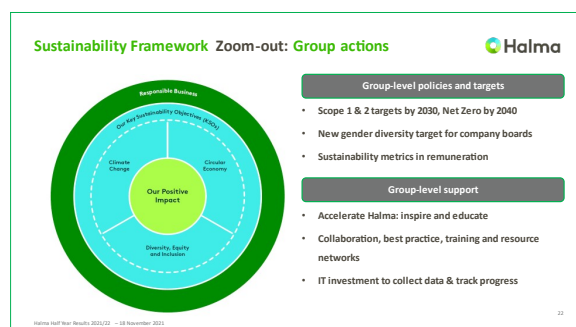 Sustainability Framework Zoom-out: Group actions
Halma
Responsible Business
Our Key Sustainability Objectives (KSOs)
Climate
Change
Circular
Economy
Our Positive
Impact
Diversity, Equity
and Inclusion
Group-level policies and targets
• Scope 1 & 2 targets by 2030, Net Zero by 2040
• New gender diversity target for company boards
• Sustainability metrics in remuneration
Group-level support
• Accelerate Halma: inspire and educate
• Collaboration, best practice, training and resource
networks
• IT investment to collect data & track progress
22
Halma Half Year Results 2021/22 – 18 November 2021